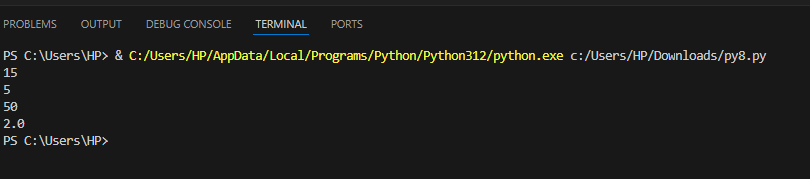 PROBLEMS OUTPUT DEBUG CONSOLE TERMINAL PORTS
PS C:\Users\HP> & C:/Users/HP/AppData/Local/Programs/Python/Python312/python.exe c:/Users/HP/Downloads/py8.py
15
5
50
2.0
PS C:\Users\HP>